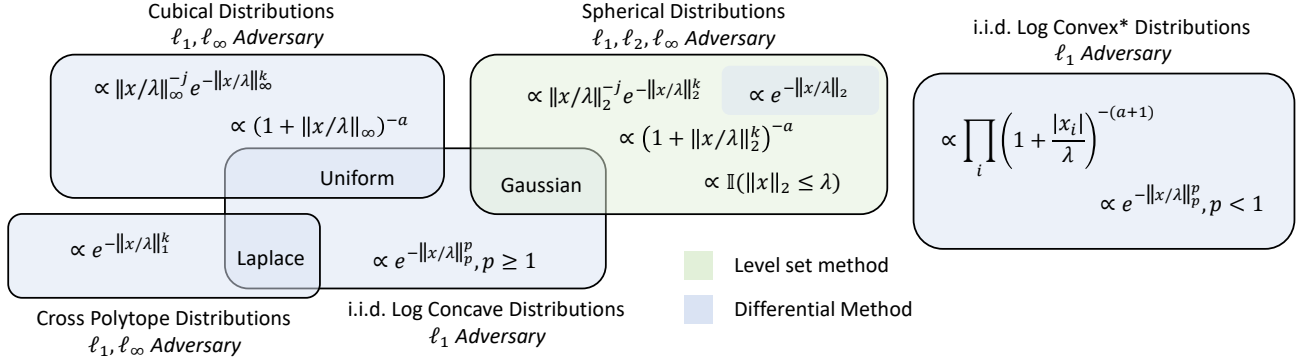 Cubical Distributions
ℓ₁, ℓ∞ Adversary
∝ ‖x/λ‖∞^{-j} e^{-‖x/λ‖∞^k}
∝ (1 + ‖x/λ‖∞)^{-a}
Uniform
Spherical Distributions
ℓ₁, ℓ₂, ℓ∞ Adversary
∝ ‖x/λ‖₂^{-j} e^{-‖x/λ‖₂^k}
∝ e^{-‖x/λ‖₂}
∝ (1 + ‖x/λ‖₂^k)^{-a}
Gaussian
∝ 𝕀(‖x‖₂ ≤ λ)
i.i.d. Log Convex* Distributions
ℓ₁ Adversary
∝ ∏_i (1 + |x_i|/λ)^{-(a+1)}
∝ e^{-‖x/λ‖_p^p}, p < 1
∝ e^{-‖x/λ‖₁^k}
Laplace
∝ e^{-‖x/λ‖_p^p}, p ≥ 1
Cross Polytope Distributions
ℓ₁, ℓ∞ Adversary
i.i.d. Log Concave Distributions
ℓ₁ Adversary
Level set method
Differential Method